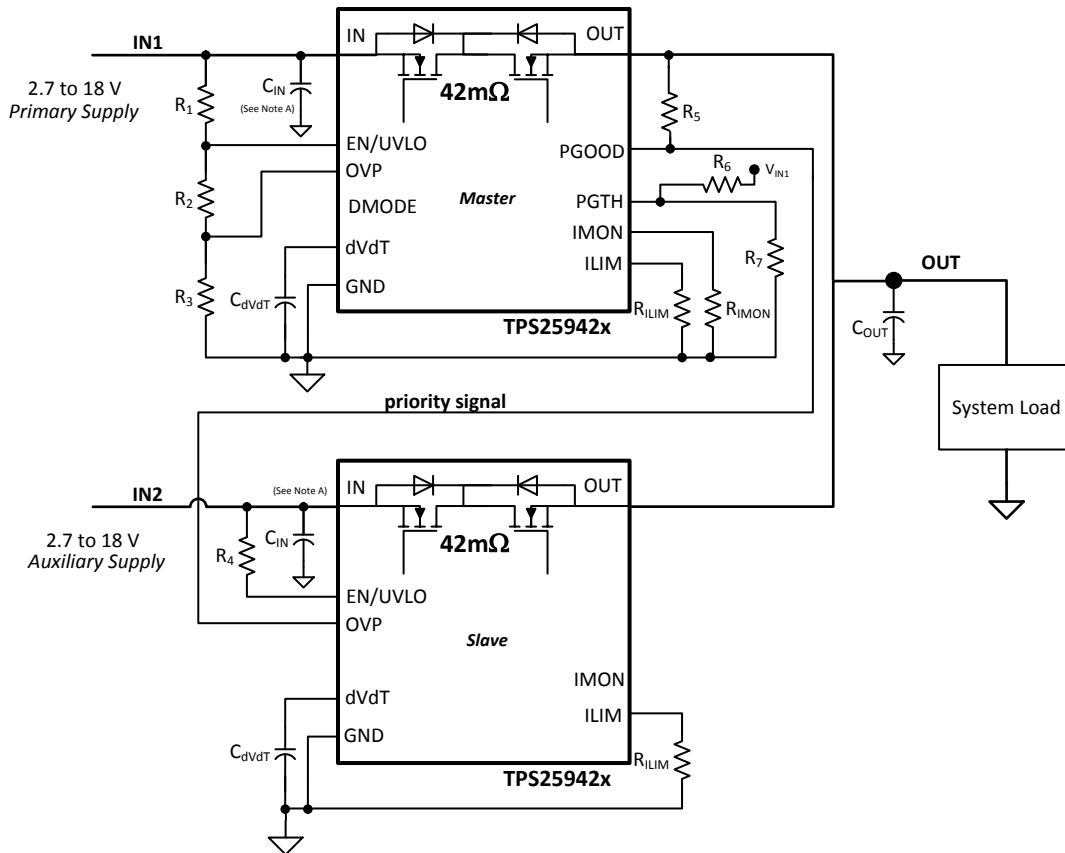 IN1
2.7 to 18 V
Primary Supply
R1
R2
R3
CIN
(See Note A)
IN
OUT
42mΩ
EN/UVLO
OVP
DMODE
dVdT
GND
Master
PGOOD
PGTH
IMON
ILIM
CdVdT
TPS25942x
R5
R6
VIN1
R7
RILIM
RIMON
OUT
COUT
System Load
priority signal
IN2
2.7 to 18 V
Auxiliary Supply
(See Note A)
CIN
R4
IN
OUT
42mΩ
EN/UVLO
OVP
Slave
dVdT
GND
IMON
ILIM
CdVdT
RILIM
TPS25942x